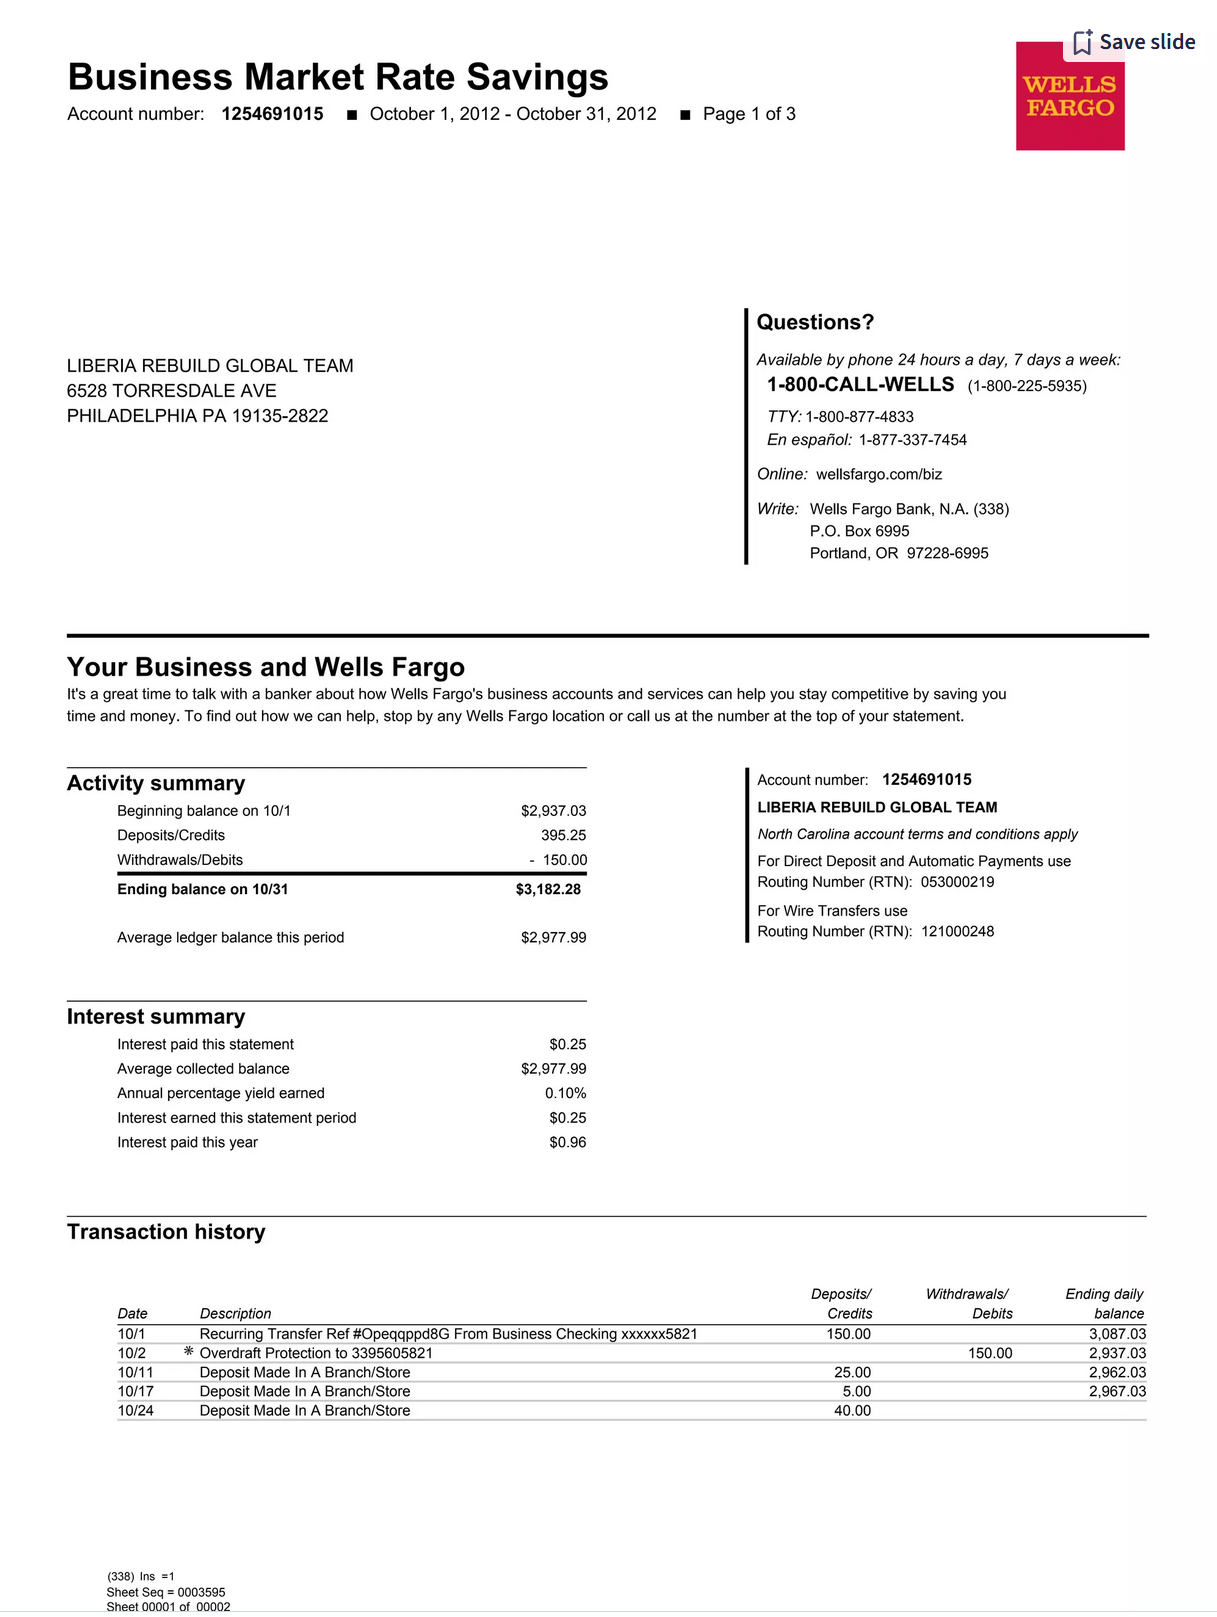 Save slide
Business Market Rate Savings
WELLS
FARGO
Account number: 1254691015 ■ October 1, 2012 - October 31, 2012 ■ Page 1 of 3
Questions?
Available by phone 24 hours a day, 7 days a week:
1-800-CALL-WELLS (1-800-225-5935)
TTY: 1-800-877-4833
En español: 1-877-337-7454
Online: wellsfargo.com/biz
Write: Wells Fargo Bank, N.A. (338)
P.O. Box 6995
Portland, OR 97228-6995
LIBERIA REBUILD GLOBAL TEAM
6528 TORRESDALE AVE
PHILADELPHIA PA 19135-2822
Your Business and Wells Fargo
It's a great time to talk with a banker about how Wells Fargo's business accounts and services can help you stay competitive by saving you
time and money. To find out how we can help, stop by any Wells Fargo location or call us at the number at the top of your statement.
Activity summary
Beginning balance on 10/1 $2,937.03
Deposits/Credits 395.25
Withdrawals/Debits - 150.00
Ending balance on 10/31 $3,182.28
Average ledger balance this period $2,977.99
Account number: 1254691015
LIBERIA REBUILD GLOBAL TEAM
North Carolina account terms and conditions apply
For Direct Deposit and Automatic Payments use
Routing Number (RTN): 053000219
For Wire Transfers use
Routing Number (RTN): 121000248
Interest summary
Interest paid this statement $0.25
Average collected balance $2,977.99
Annual percentage yield earned 0.10%
Interest earned this statement period $0.25
Interest paid this year $0.96
Transaction history
Deposits/ Withdrawals/ Ending daily
Date Description Credits Debits balance
10/1 Recurring Transfer Ref #Opeqqppd8G From Business Checking xxxxxx5821 150.00 3,087.03
10/2 * Overdraft Protection to 3395605821 150.00 2,937.03
10/11 Deposit Made In A Branch/Store 25.00 2,962.03
10/17 Deposit Made In A Branch/Store 5.00 2,967.03
10/24 Deposit Made In A Branch/Store 40.00
(338) Ins =1
Sheet Seq = 0003595
Sheet 00001 of 00002